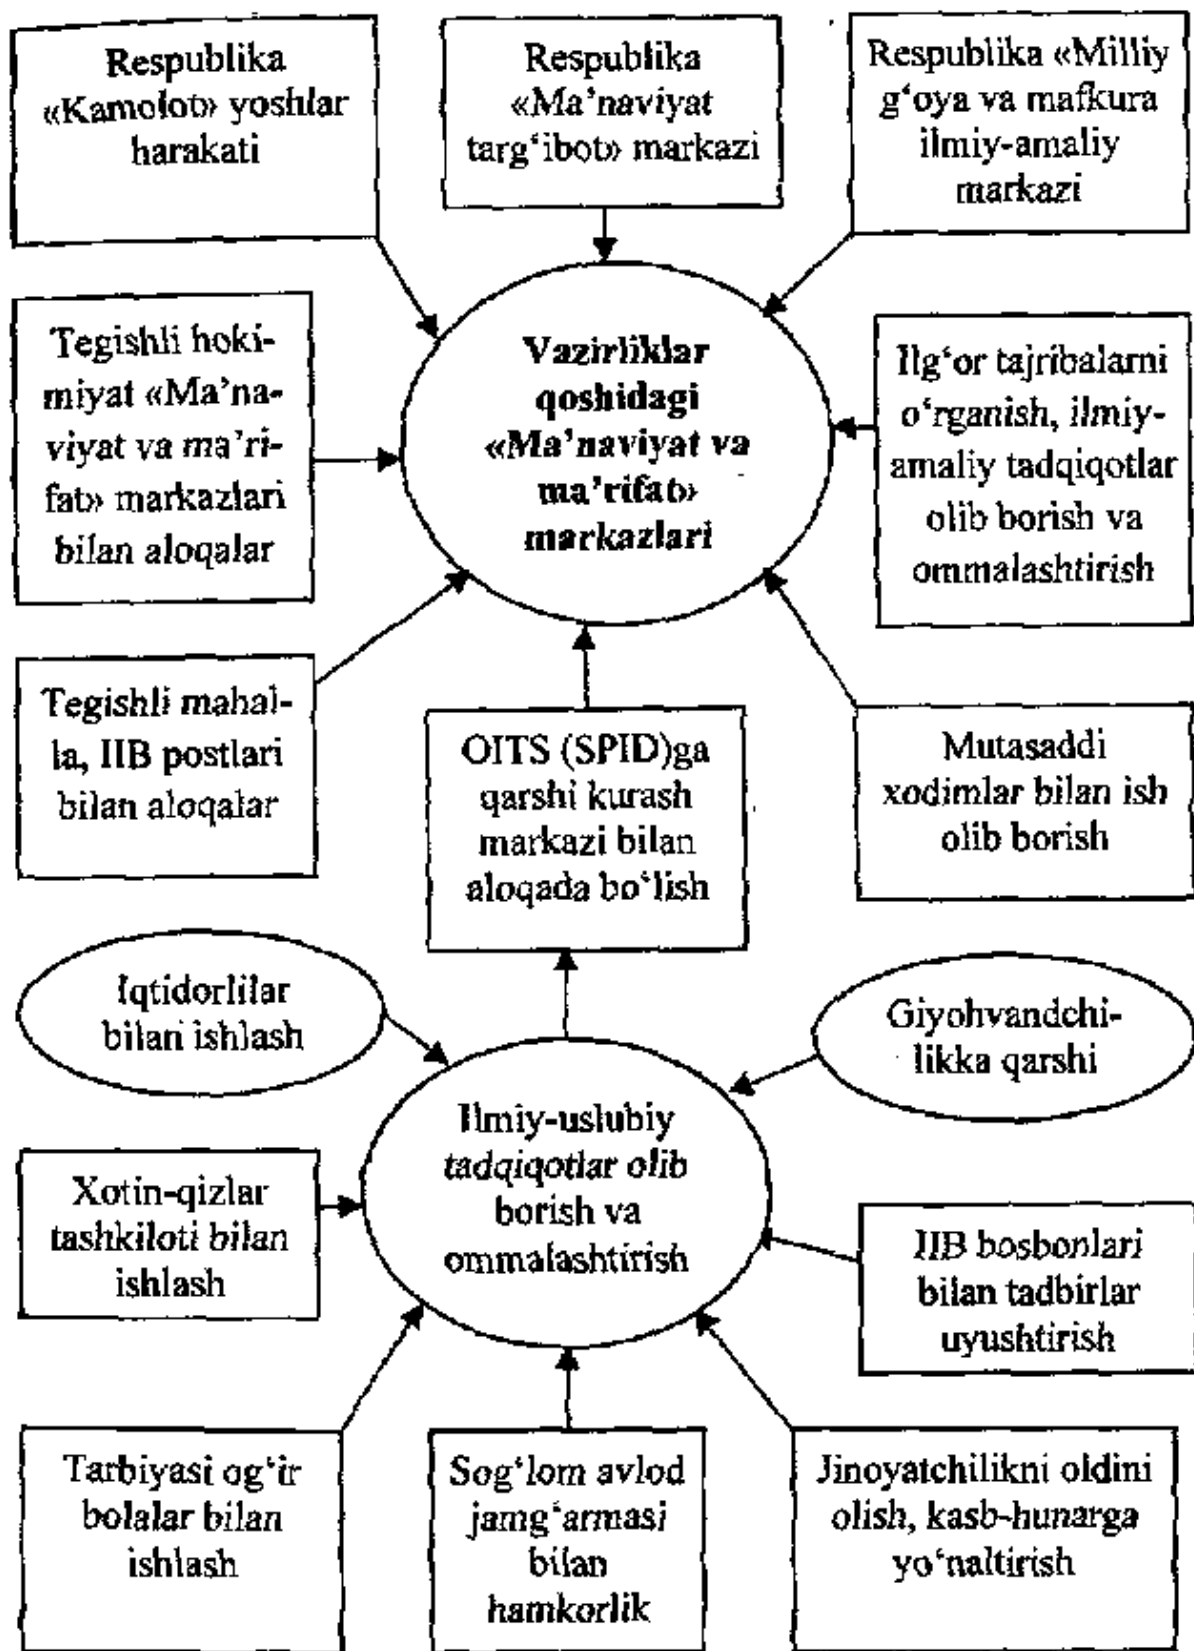 Respublika
«Kamolot» yoshlar
harakati
Respublika
«Ma’naviyat
targ‘ibot» markazi
Respublika «Milliy
g‘oya va mafkura
ilmiy-amaliy
markazi
Tegishli hoki-
miyat «Ma’na-
viyat va ma’ri-
fat» markazlari
bilan aloqalar
Vazirliklar
qoshidagi
«Ma’naviyat va
ma’rifat»
markazlari
Ilg‘or tajribalarni
o‘rganish, ilmiy-
amaliy tadqiqotlar
olib borish va
ommalashtirish
Tegishli mahal-
la, IIB postlari
bilan aloqalar
OITS (SPID)ga
qarshi kurash
markazi bilan
aloqada bo‘lish
Mutasaddi
xodimlar bilan ish
olib borish
Iqtidorlilar
bilan ishlash
Giyohvandchi-
likka qarshi
Ilmiy-uslubiy
tadqiqotlar olib
borish va
ommalashtirish
Xotin-qizlar
tashkiloti bilan
ishlash
IIB bosbonlari
bilan tadbirlar
uyushtirish
Tarbiyasi og‘ir
bolalar bilan
ishlash
Sog‘lom avlod
jamg‘armasi
bilan
hamkorlik
Jinoyatchilikni oldini
olish, kasb-hunarga
yo‘naltirish